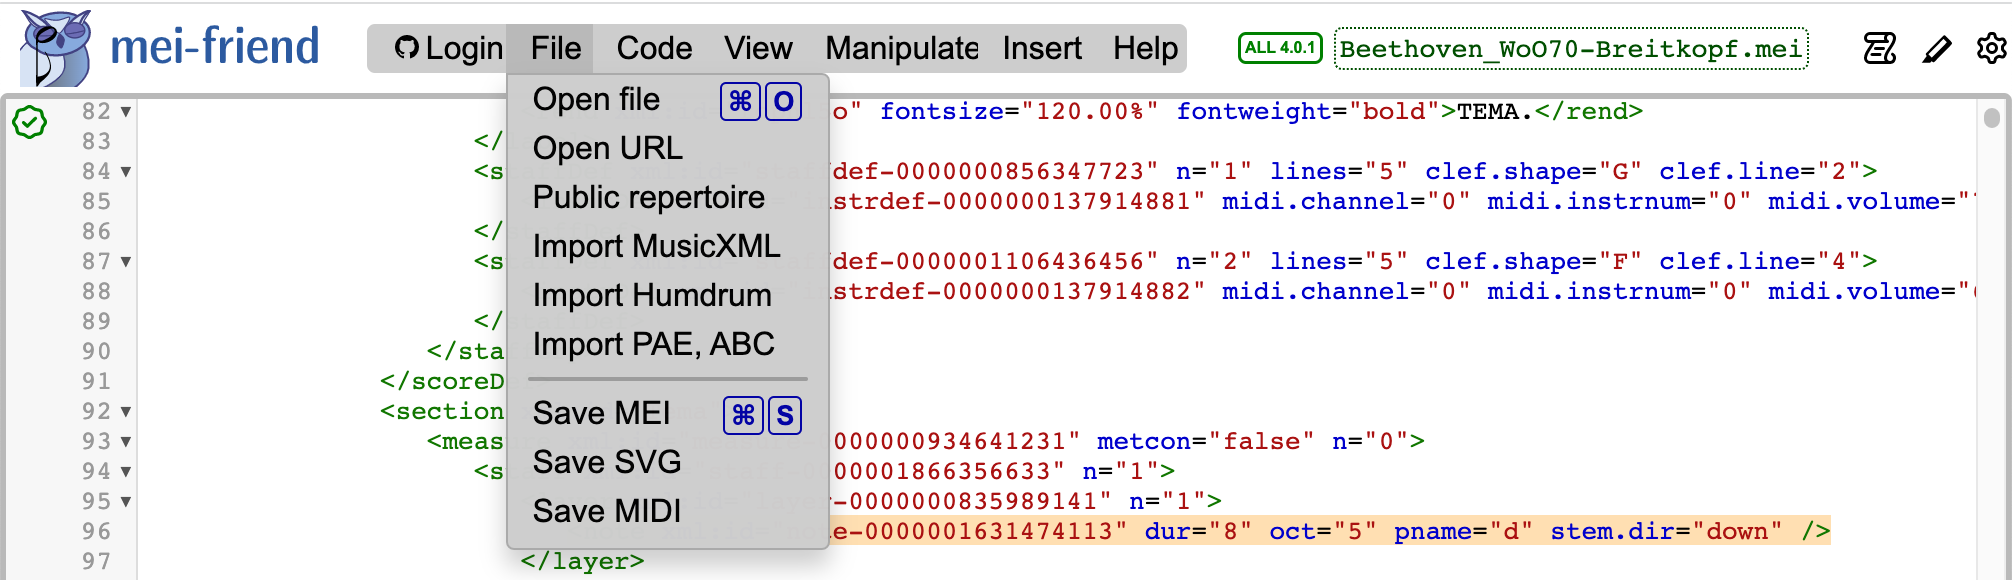 mei-friend
Login File Code View Manipulate Insert Help
ALL 4.0.1 Beethoven_WoO70-Breitkopf.mei
Open file ⌘ O
Open URL
Public repertoire
Import MusicXML
Import Humdrum
Import PAE, ABC
Save MEI ⌘ S
Save SVG
Save MIDI
82 o" fontsize="120.00%" fontweight="bold">TEMA.</rend>
83 </
84 <s def-0000000856347723" n="1" lines="5" clef.shape="G" clef.line="2">
85 strdef-0000000137914881" midi.channel="0" midi.instrnum="0" midi.volume="
86 </
87 <s def-0000001106436456" n="2" lines="5" clef.shape="F" clef.line="4">
88 strdef-0000000137914882" midi.channel="0" midi.instrnum="0" midi.volume="
89 </
90 </sta
91 </scoreD
92 <section
93 <meas 0000000934641231" metcon="false" n="0">
94 <s 0000001866356633" n="1">
95 -0000000835989141" n="1">
96 e-0000001631474113" dur="8" oct="5" pname="d" stem.dir="down" />
97 </layer>